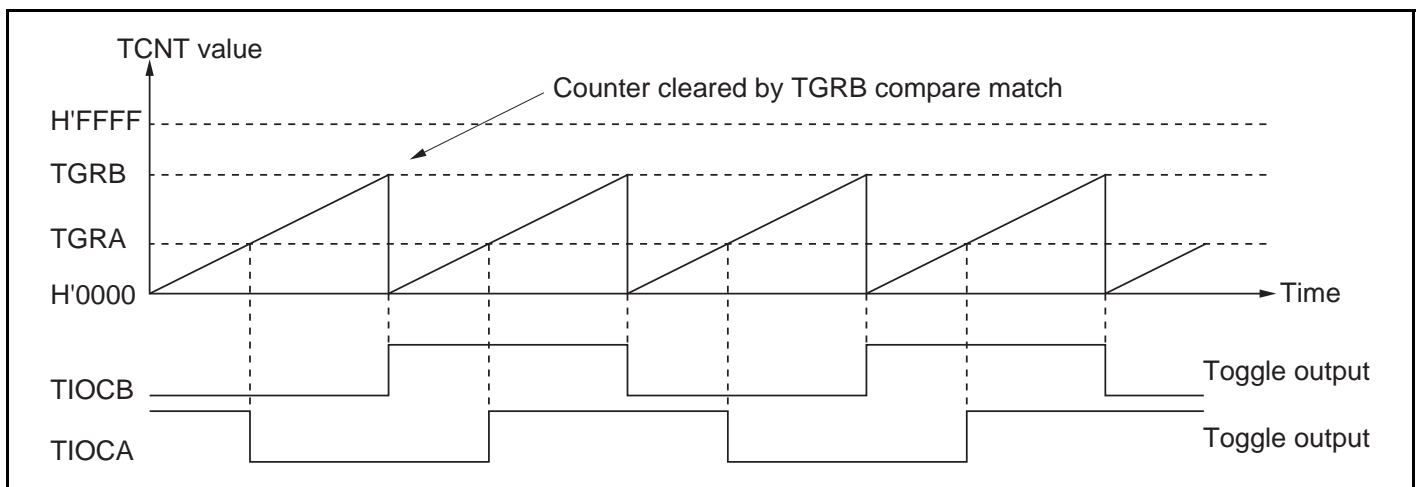 TCNT value
Counter cleared by TGRB compare match
H'FFFF
TGRB
TGRA
H'0000
Time
Toggle output
TIOCB
Toggle output
TIOCA